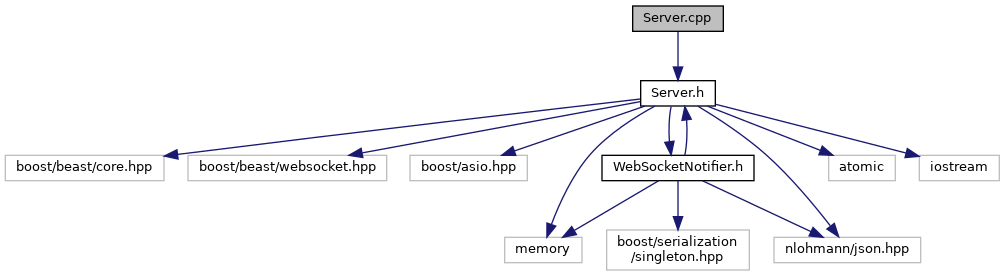 Server.cpp
Server.h
boost/beast/core.hpp
boost/beast/websocket.hpp
boost/asio.hpp
WebSocketNotifier.h
atomic
iostream
memory
boost/serialization
/singleton.hpp
nlohmann/json.hpp